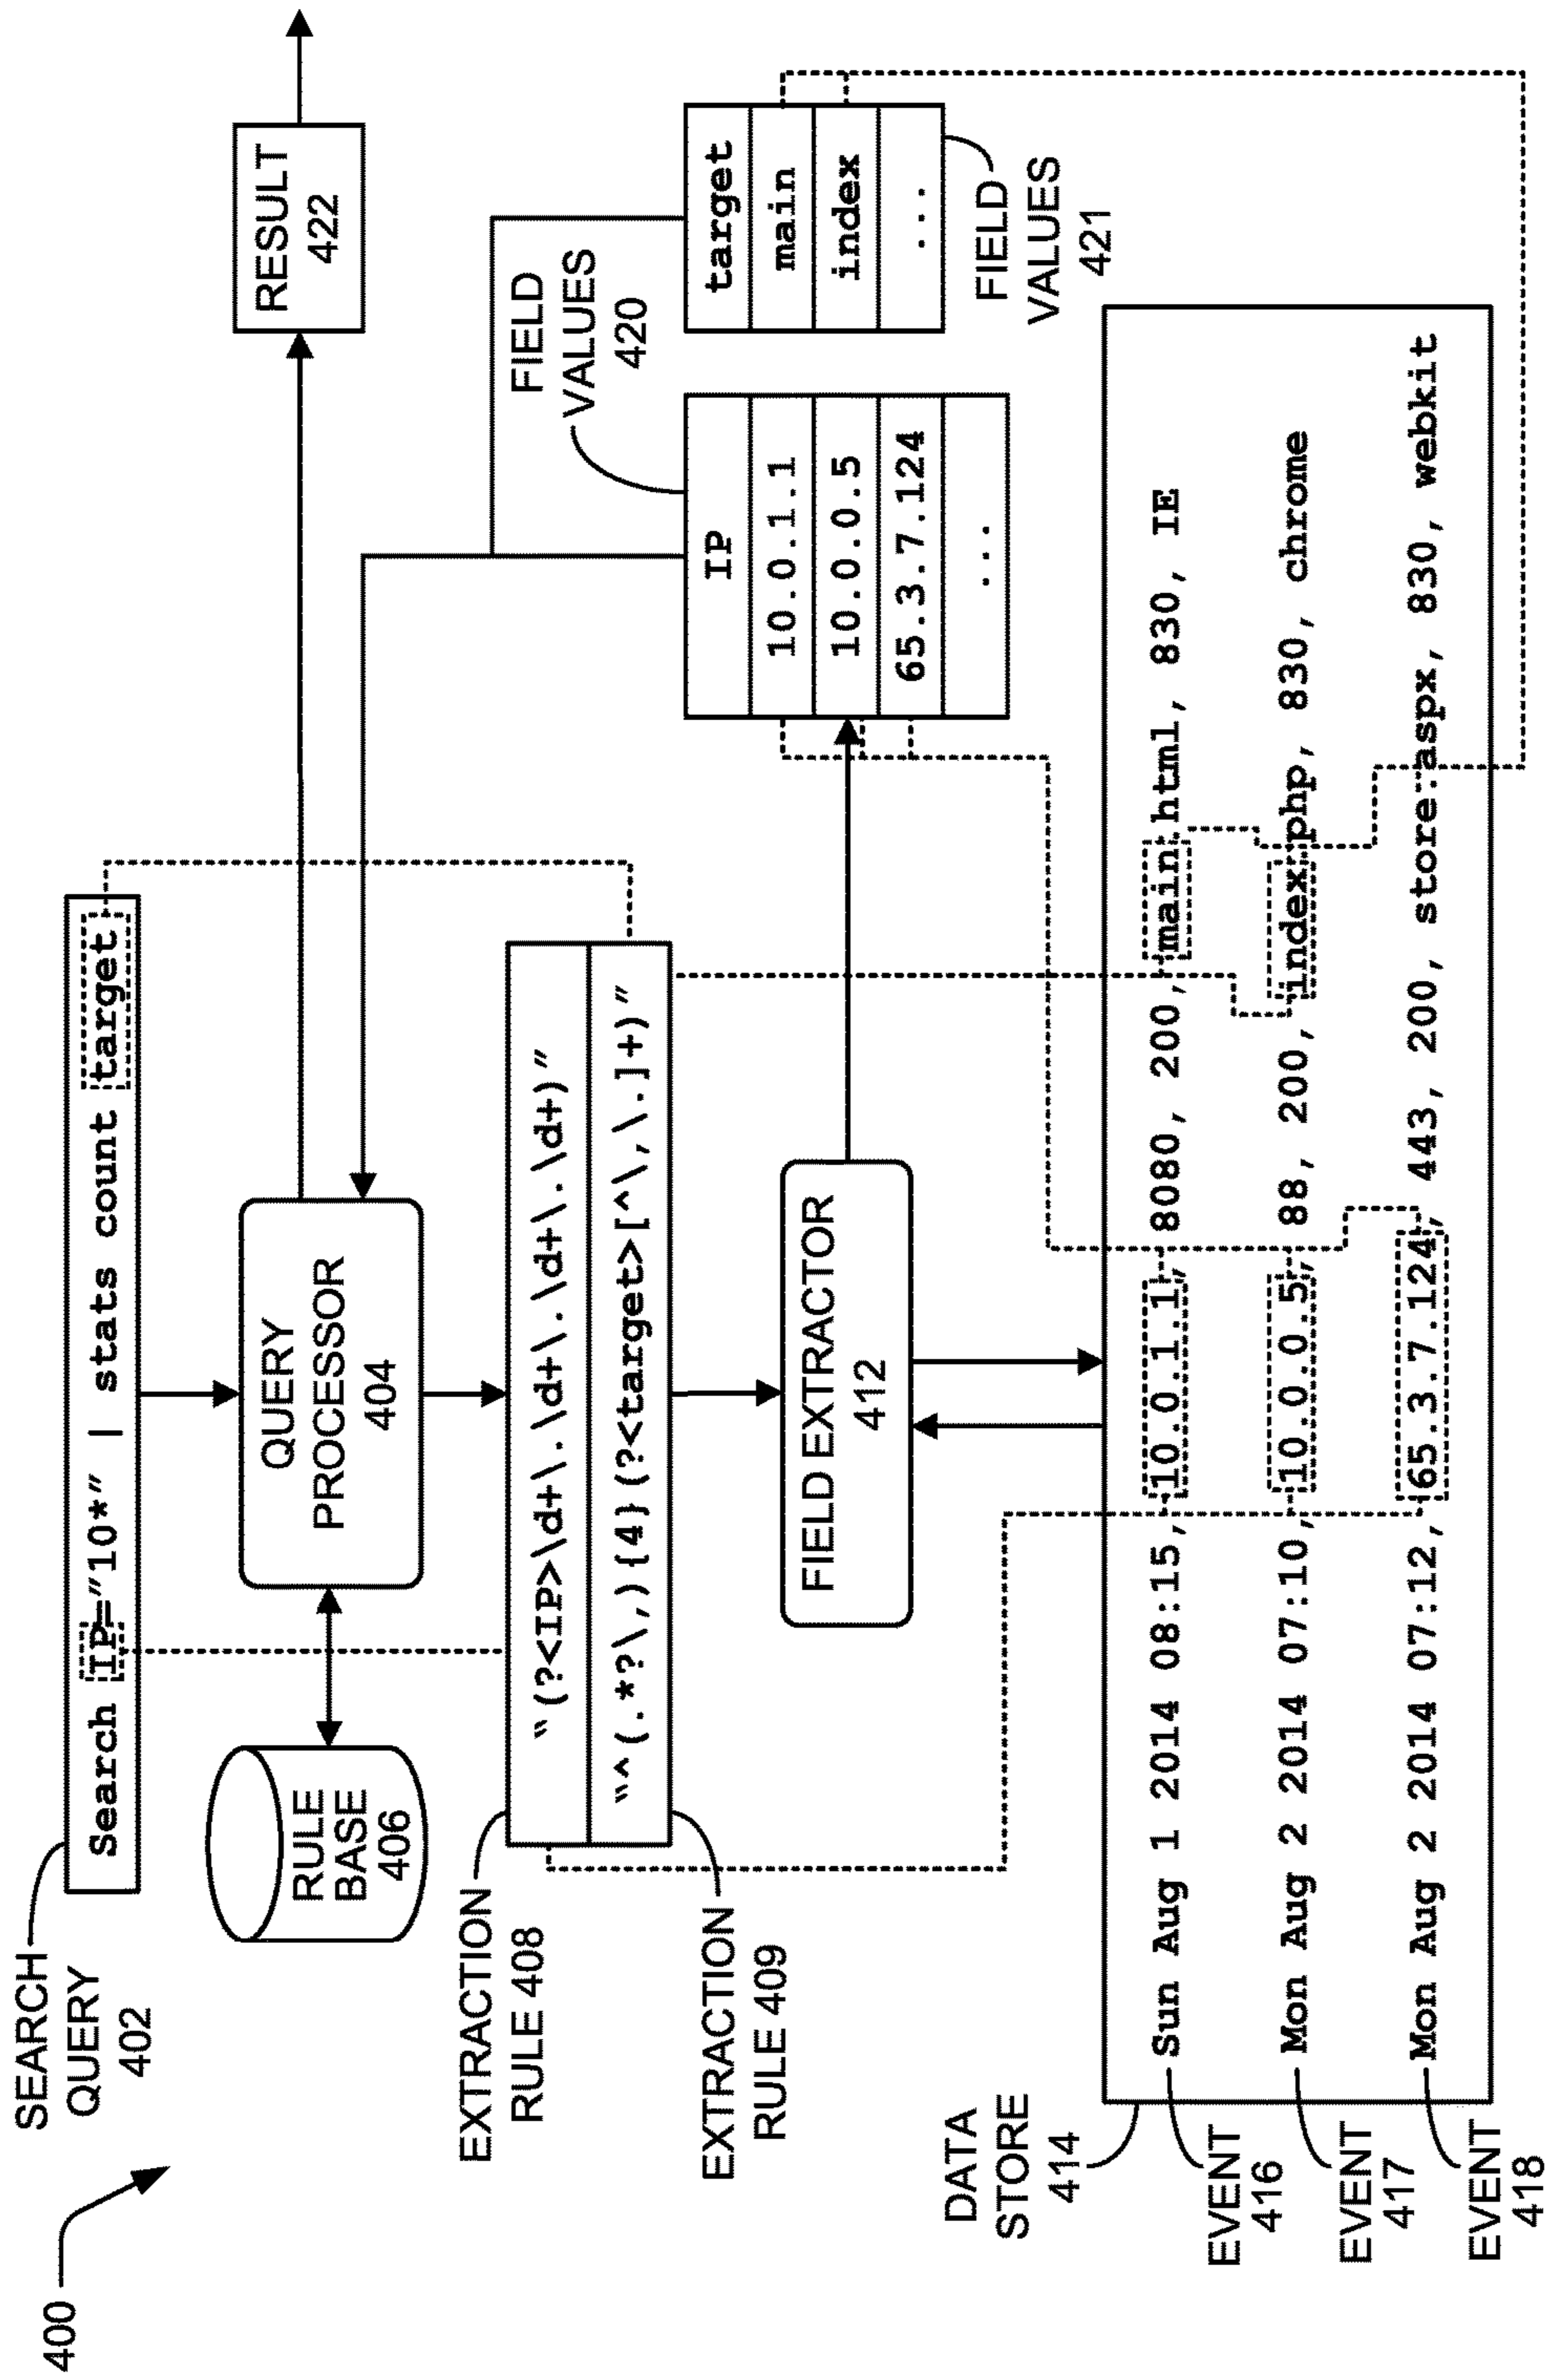 400
SEARCH
QUERY
402
Search IP="10*" | stats count target
RULE
BASE
406
QUERY
PROCESSOR
404
RESULT
422
EXTRACTION
RULE 408
"(?<IP>\d+\.\d+\.\d+\.\d+)"
EXTRACTION
RULE 409
"^(.*?\,){4}(?<target>[^\,\.]+)"
FIELD EXTRACTOR
412
FIELD
VALUES
420
IP
10.0.1.1
10.0.0.5
65.3.7.124
...
target
main
index
...
FIELD
VALUES
421
DATA
STORE
414
EVENT
416
Sun Aug 1 2014 08:15, 10.0.1.1, 8080, 200, main.html, 830, IE
EVENT
417
Mon Aug 2 2014 07:10, 10.0.0.5, 88, 200, index.php, 830, chrome
EVENT
418
Mon Aug 2 2014 07:12, 65.3.7.124, 443, 200, store.aspx, 830, webkit